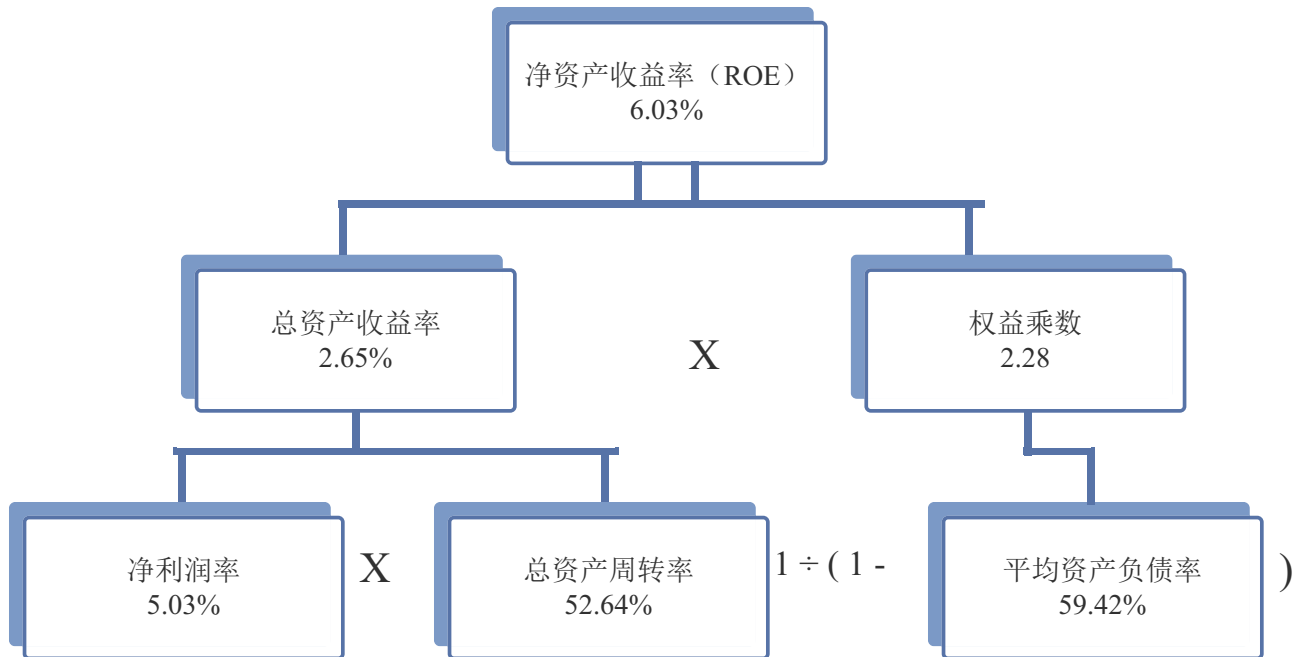 净资产收益率（ROE）
6.03%
总资产收益率
2.65%
X
权益乘数
2.28
净利润率
5.03%
X
总资产周转率
52.64%
1 ÷ ( 1 -
平均资产负债率
59.42%
)